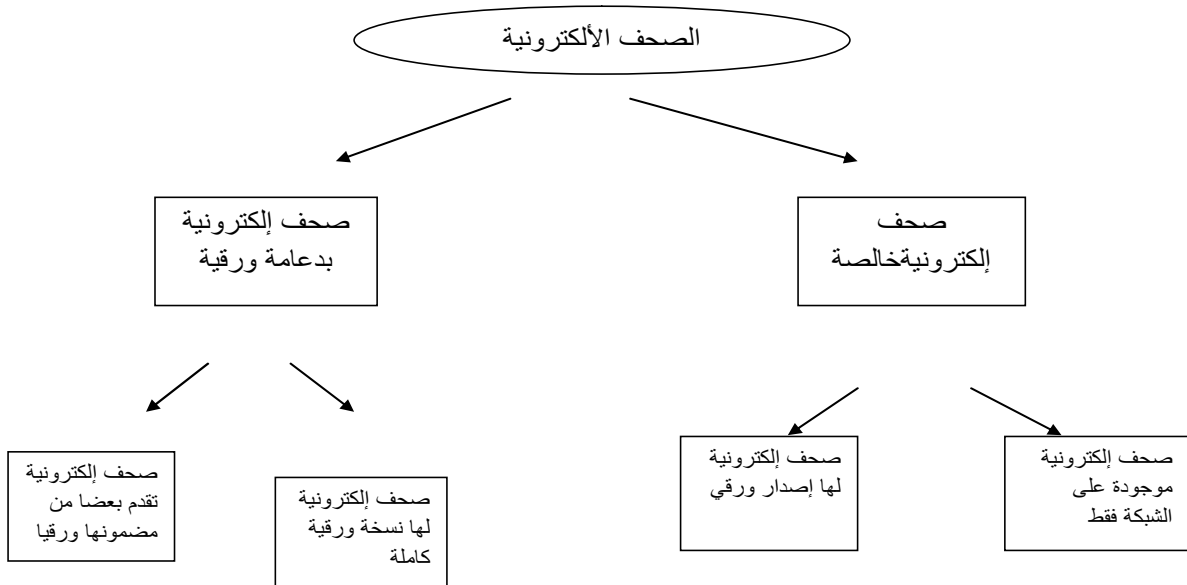 الصحف الألكترونية
صحف
إلكترونيةخالصة
صحف إلكترونية
بدعامة ورقية
صحف إلكترونية
موجودة على
الشبكة فقط
صحف إلكترونية
لها إصدار ورقي
صحف إلكترونية
لها نسخة ورقية
كاملة
صحف إلكترونية
تقدم بعضا من
مضمونها ورقيا